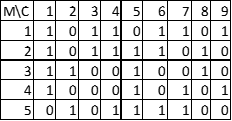 M\C 1 2 3 4 5 6 7 8 9
1 1 0 1 1 0 1 1 0 1
2 1 0 1 1 1 1 0 1 0
3 1 1 0 0 1 0 0 1 0
4 1 0 0 0 1 0 1 0 1
5 0 1 0 1 1 1 1 0 0